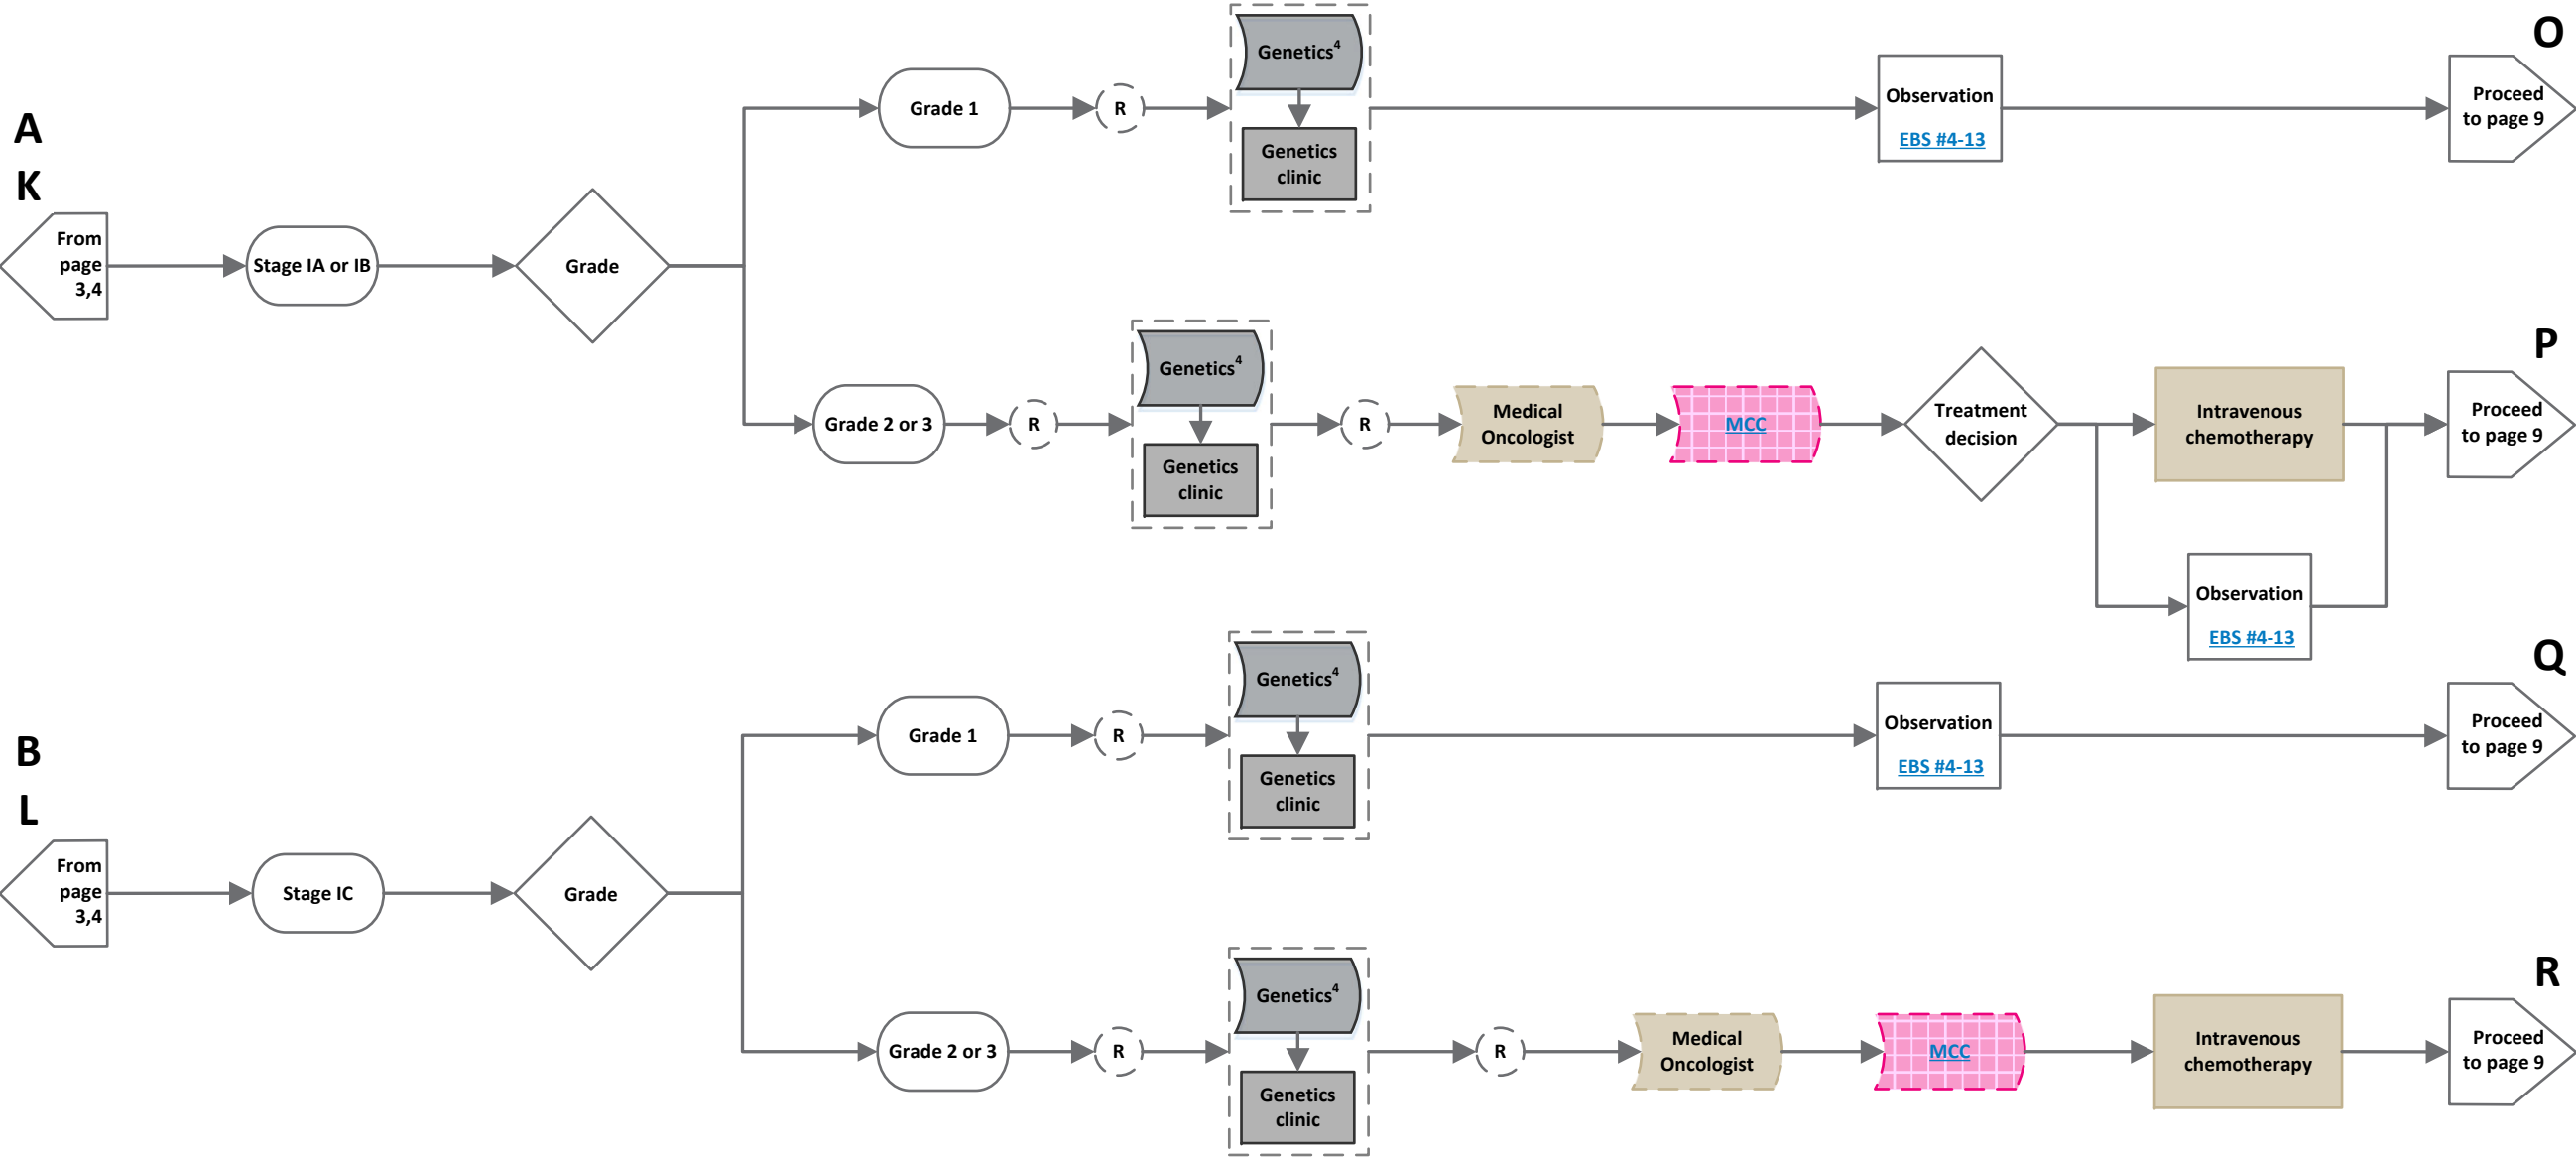 A
K
From
page
3,4
Stage IA or IB
Grade
Grade 1
R
Genetics4
Genetics
clinic
Observation
EBS #4-13
O
Proceed
to page 9
Grade 2 or 3
R
Genetics4
Genetics
clinic
R
Medical
Oncologist
MCC
Treatment
decision
Intravenous
chemotherapy
Observation
EBS #4-13
P
Proceed
to page 9
B
L
From
page
3,4
Stage IC
Grade
Grade 1
R
Genetics4
Genetics
clinic
Observation
EBS #4-13
Q
Proceed
to page 9
Grade 2 or 3
R
Genetics4
Genetics
clinic
R
Medical
Oncologist
MCC
Intravenous
chemotherapy
R
Proceed
to page 9